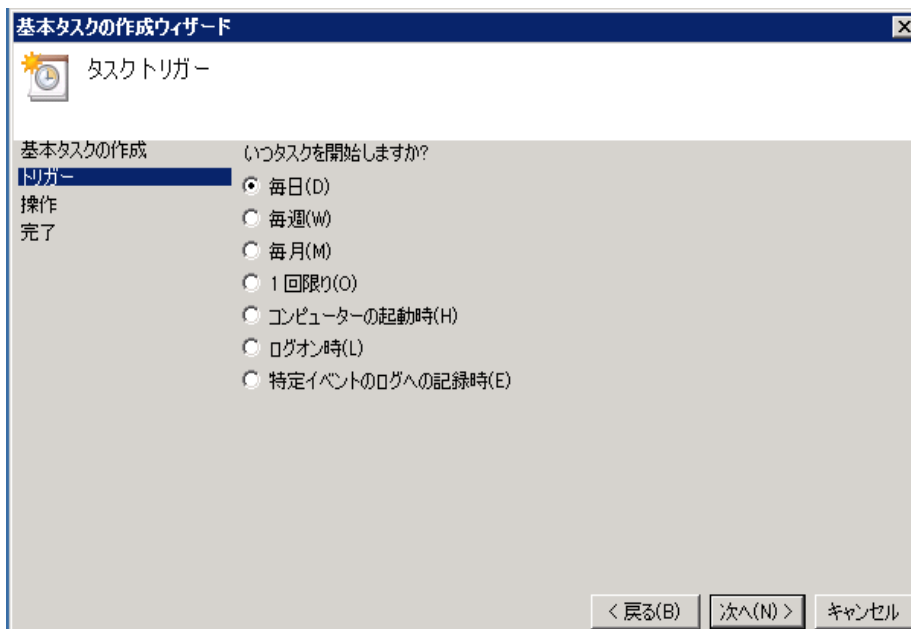 基本タスクの作成ウィザード
タスクトリガー
基本タスクの作成
トリガー
操作
完了
いつタスクを開始しますか?
毎日(D)
毎週(W)
毎月(M)
1 回限り(O)
コンピューターの起動時(H)
ログオン時(L)
特定イベントのログへの記録時(E)
< 戻る(B)
次へ(N) >
キャンセル